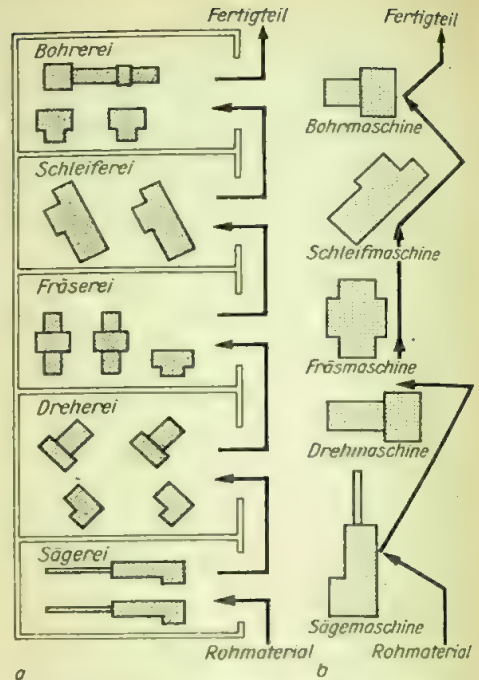 Fertigteil
Bohrerei
Schleiferei
Fräserei
Dreherei
Sägerei
Rohmaterial
a
Fertigteil
Bohrmaschine
Schleifmaschine
Fräsmaschine
Drehmaschine
Sägemaschine
Rohmaterial
b